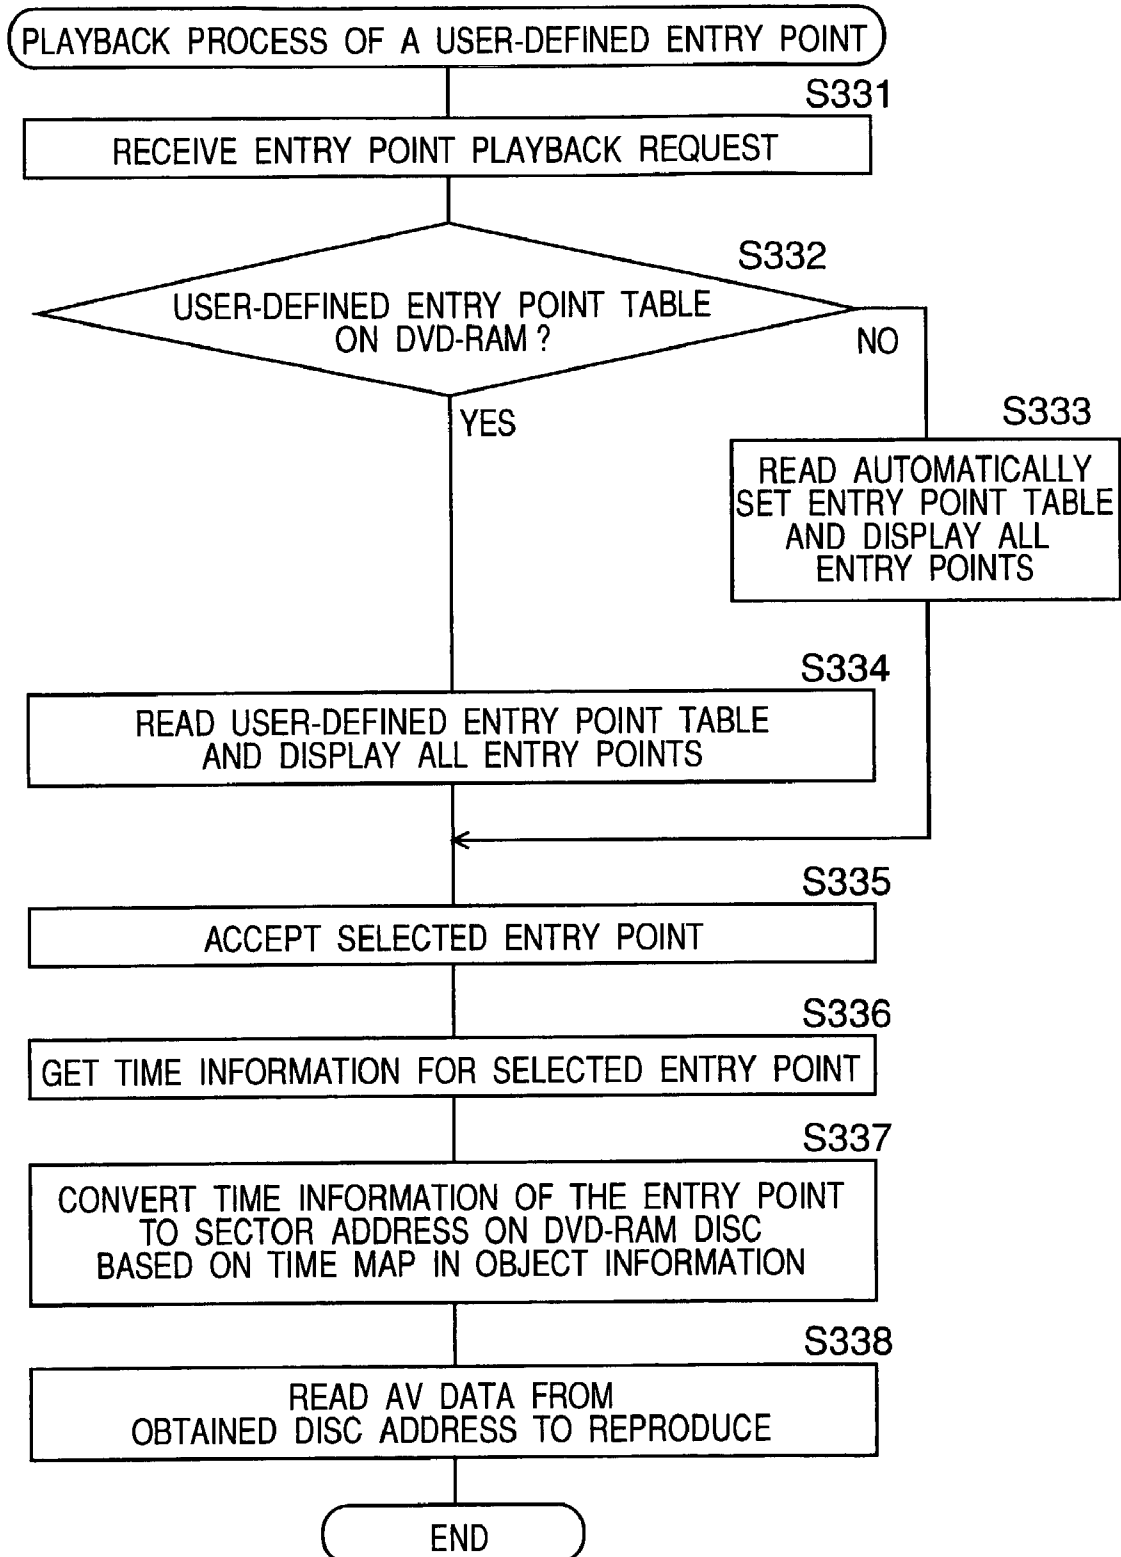 PLAYBACK PROCESS OF A USER-DEFINED ENTRY POINT
S331
RECEIVE ENTRY POINT PLAYBACK REQUEST
S332
USER-DEFINED ENTRY POINT TABLE
ON DVD-RAM ?
NO
YES
S333
READ AUTOMATICALLY
SET ENTRY POINT TABLE
AND DISPLAY ALL
ENTRY POINTS
S334
READ USER-DEFINED ENTRY POINT TABLE
AND DISPLAY ALL ENTRY POINTS
S335
ACCEPT SELECTED ENTRY POINT
S336
GET TIME INFORMATION FOR SELECTED ENTRY POINT
S337
CONVERT TIME INFORMATION OF THE ENTRY POINT
TO SECTOR ADDRESS ON DVD-RAM DISC
BASED ON TIME MAP IN OBJECT INFORMATION
S338
READ AV DATA FROM
OBTAINED DISC ADDRESS TO REPRODUCE
END